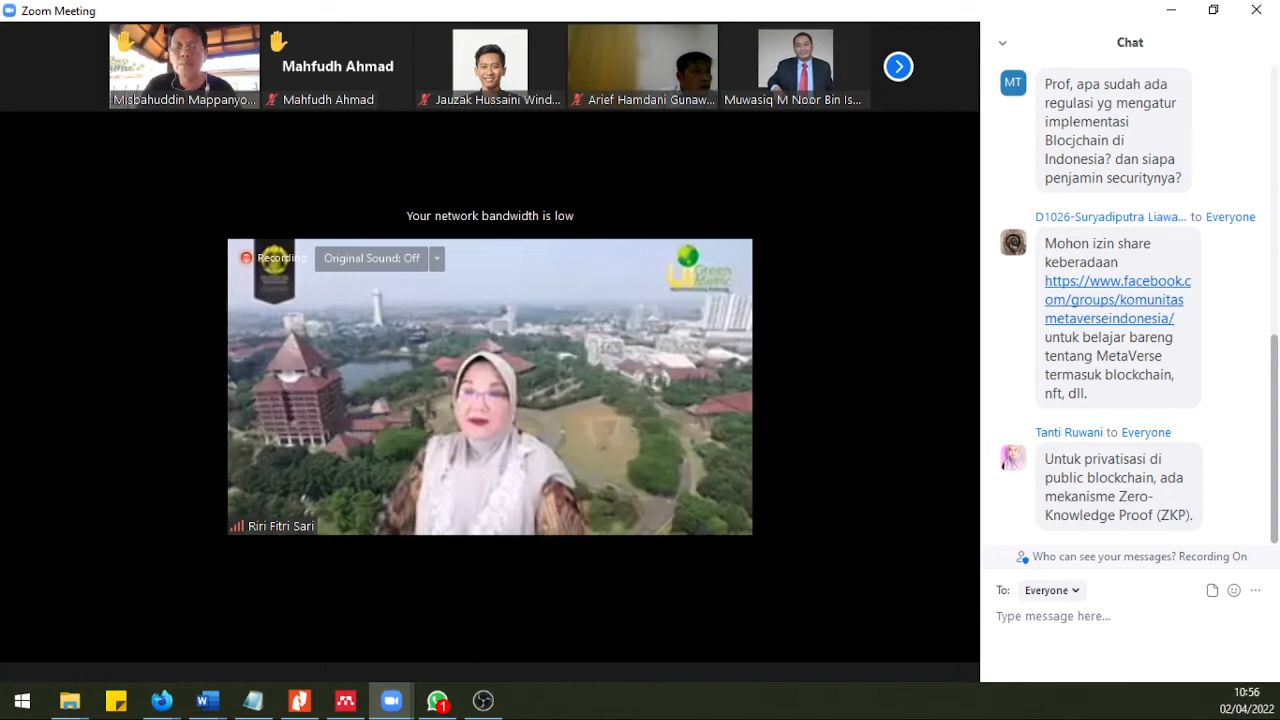 Zoom Meeting
Misbahuddin Mappanyo...
Mahfudh Ahmad
Mahfudh Ahmad
Jauzak Hussaini Wind...
Arief Hamdani Gunaw...
Muwasiq M Noor Bin Is...
Your network bandwidth is low
Recording
Original Sound: Off
UI
Green
Metric
Riri Fitri Sari
Chat
MT
Prof, apa sudah ada
regulasi yg mengatur
implementasi
Blocjchain di
Indonesia? dan siapa
penjamin securitynya?
D1026-Suryadiputra Liawa... to Everyone
Mohon izin share
keberadaan
https://www.facebook.c
om/groups/komunitas
metaverseindonesia/
untuk belajar bareng
tentang MetaVerse
termasuk blockchain,
nft, dll.
Tanti Ruwani to Everyone
Untuk privatisasi di
public blockchain, ada
mekanisme Zero-
Knowledge Proof (ZKP).
Who can see your messages? Recording On
To: Everyone
Type message here...
1
10:56
02/04/2022